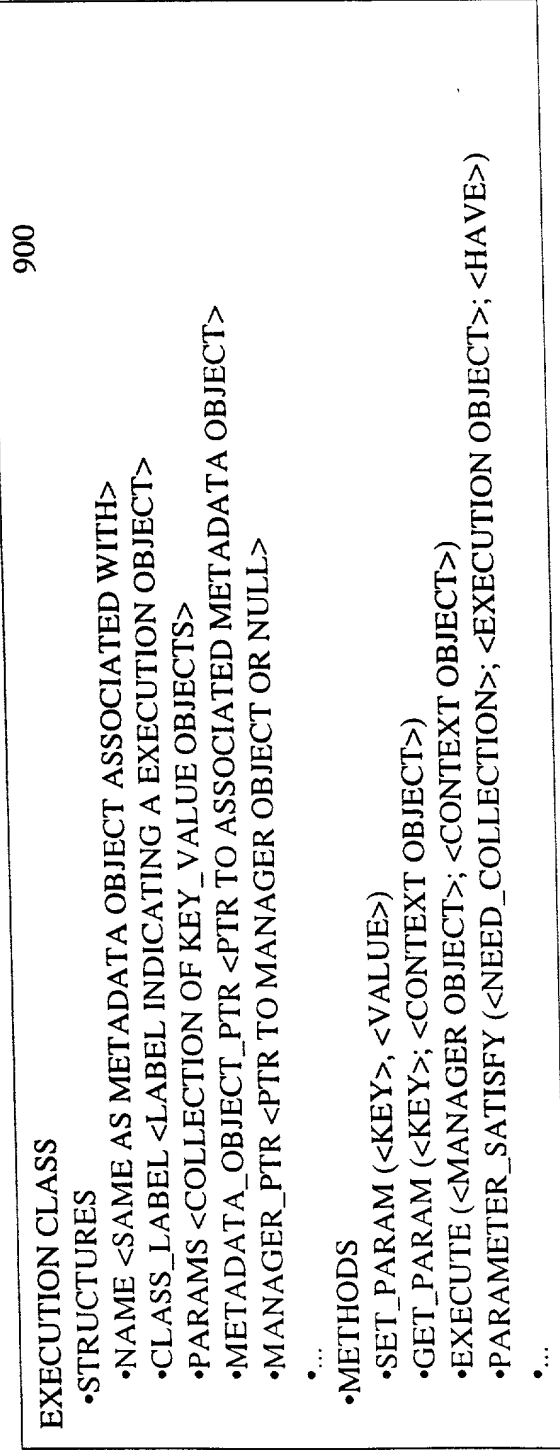 EXECUTION CLASS 900
•STRUCTURES
•NAME <SAME AS METADATA OBJECT ASSOCIATED WITH>
•CLASS_LABEL <LABEL INDICATING A EXECUTION OBJECT>
•PARAMS <COLLECTION OF KEY_VALUE OBJECTS>
•METADATA_OBJECT_PTR <PTR TO ASSOCIATED METADATA OBJECT>
•MANAGER_PTR <PTR TO MANAGER OBJECT OR NULL>
•...
•METHODS
•SET_PARAM (<KEY>, <VALUE>)
•GET_PARAM (<KEY>; <CONTEXT OBJECT>)
•EXECUTE (<MANAGER OBJECT>; <CONTEXT OBJECT>)
•PARAMETER_SATISFY (<NEED_COLLECTION>; <EXECUTION OBJECT>; <HAVE>)
•...